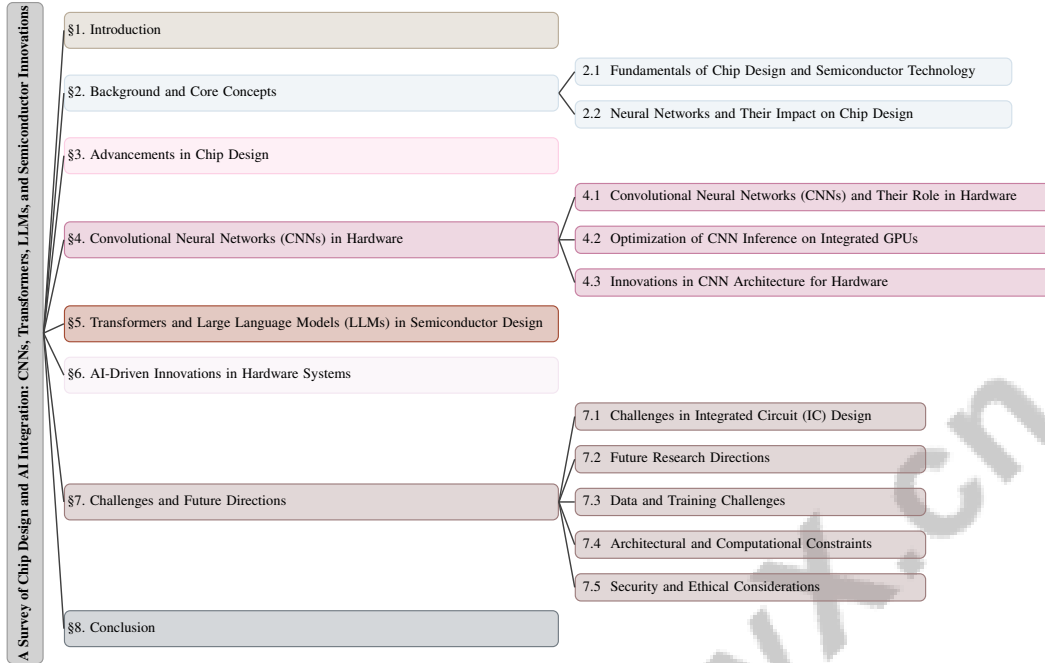 A Survey of Chip Design and AI Integration: CNNs, Transformers, LLMs, and Semiconductor Innovations
§1. Introduction
§2. Background and Core Concepts
2.1 Fundamentals of Chip Design and Semiconductor Technology
2.2 Neural Networks and Their Impact on Chip Design
§3. Advancements in Chip Design
§4. Convolutional Neural Networks (CNNs) in Hardware
4.1 Convolutional Neural Networks (CNNs) and Their Role in Hardware
4.2 Optimization of CNN Inference on Integrated GPUs
4.3 Innovations in CNN Architecture for Hardware
§5. Transformers and Large Language Models (LLMs) in Semiconductor Design
§6. AI-Driven Innovations in Hardware Systems
§7. Challenges and Future Directions
7.1 Challenges in Integrated Circuit (IC) Design
7.2 Future Research Directions
7.3 Data and Training Challenges
7.4 Architectural and Computational Constraints
7.5 Security and Ethical Considerations
§8. Conclusion